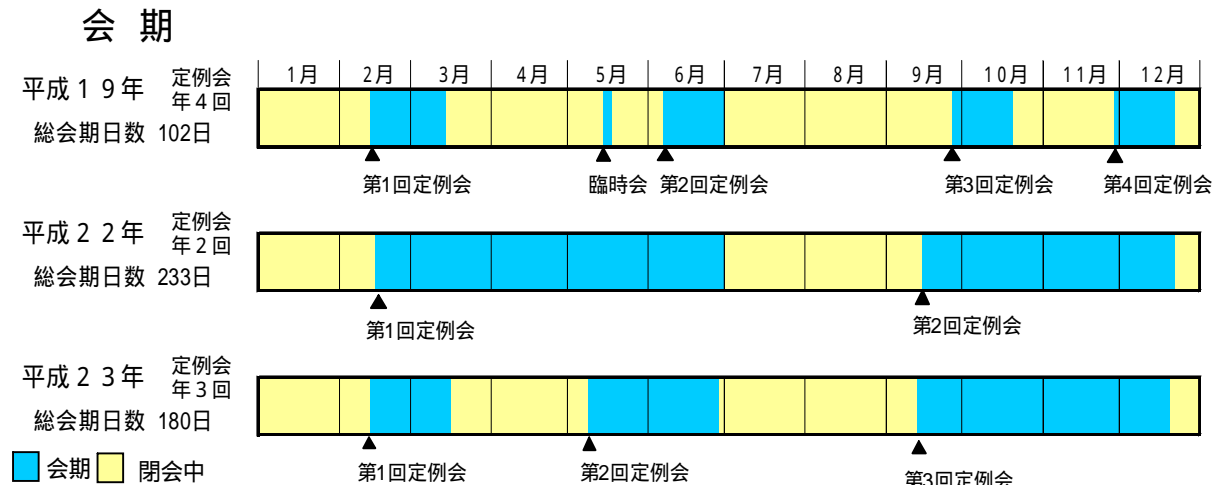 会 期
1月 2月 3月 4月 5月 6月 7月 8月 9月 10月 11月 12月
平成19年 定例会 年4回
総会期日数 102日
第1回定例会 臨時会 第2回定例会 第3回定例会 第4回定例会
平成22年 定例会 年2回
総会期日数 233日
第1回定例会 第2回定例会
平成23年 定例会 年3回
総会期日数 180日
第1回定例会 第2回定例会 第3回定例会
会期 閉会中